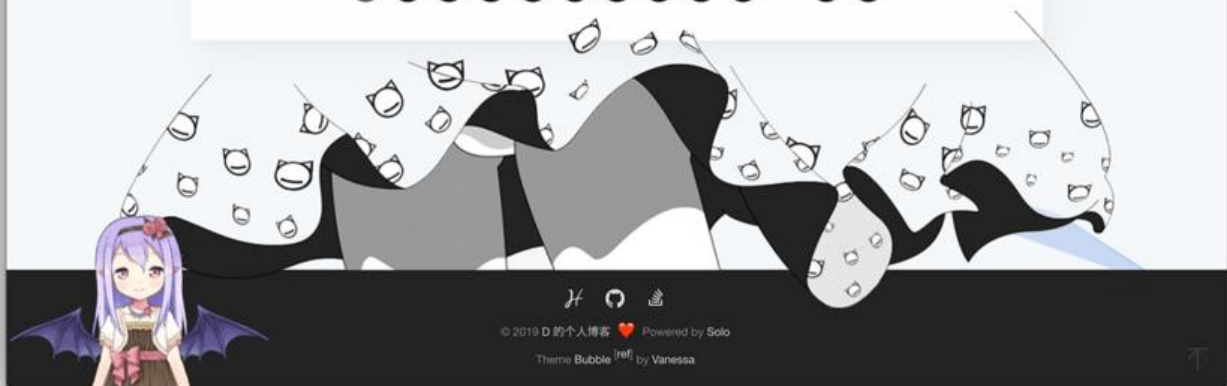 © 2019 D 的个人博客 ❤️ Powered by Solo
Theme Bubble [ref] by Vanessa